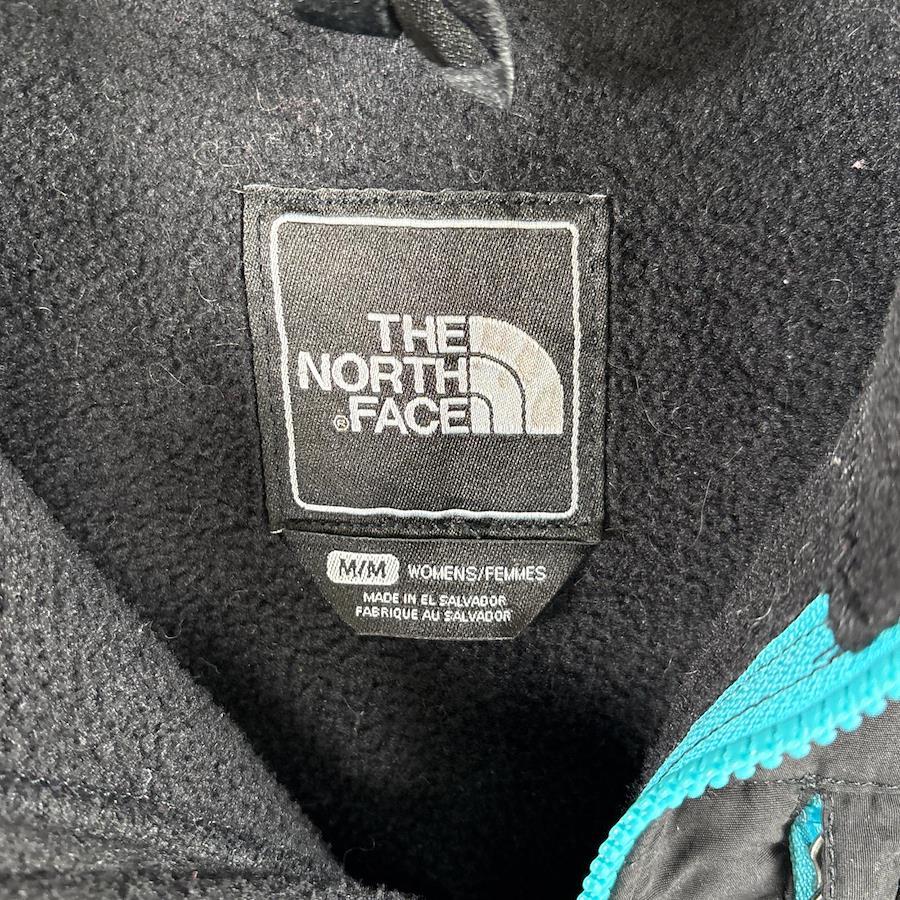 THE
NORTH
® FACE
M/M WOMENS/FEMMES
MADE IN EL SALVADOR
FABRIQUE AU SALVADOR